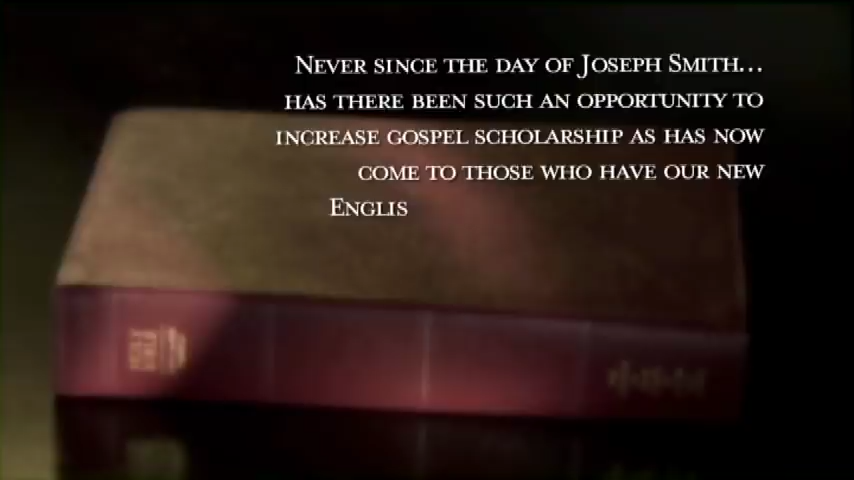 Never since the day of Joseph Smith...
has there been such an opportunity to
increase gospel scholarship as has now
come to those who have our new
Englis